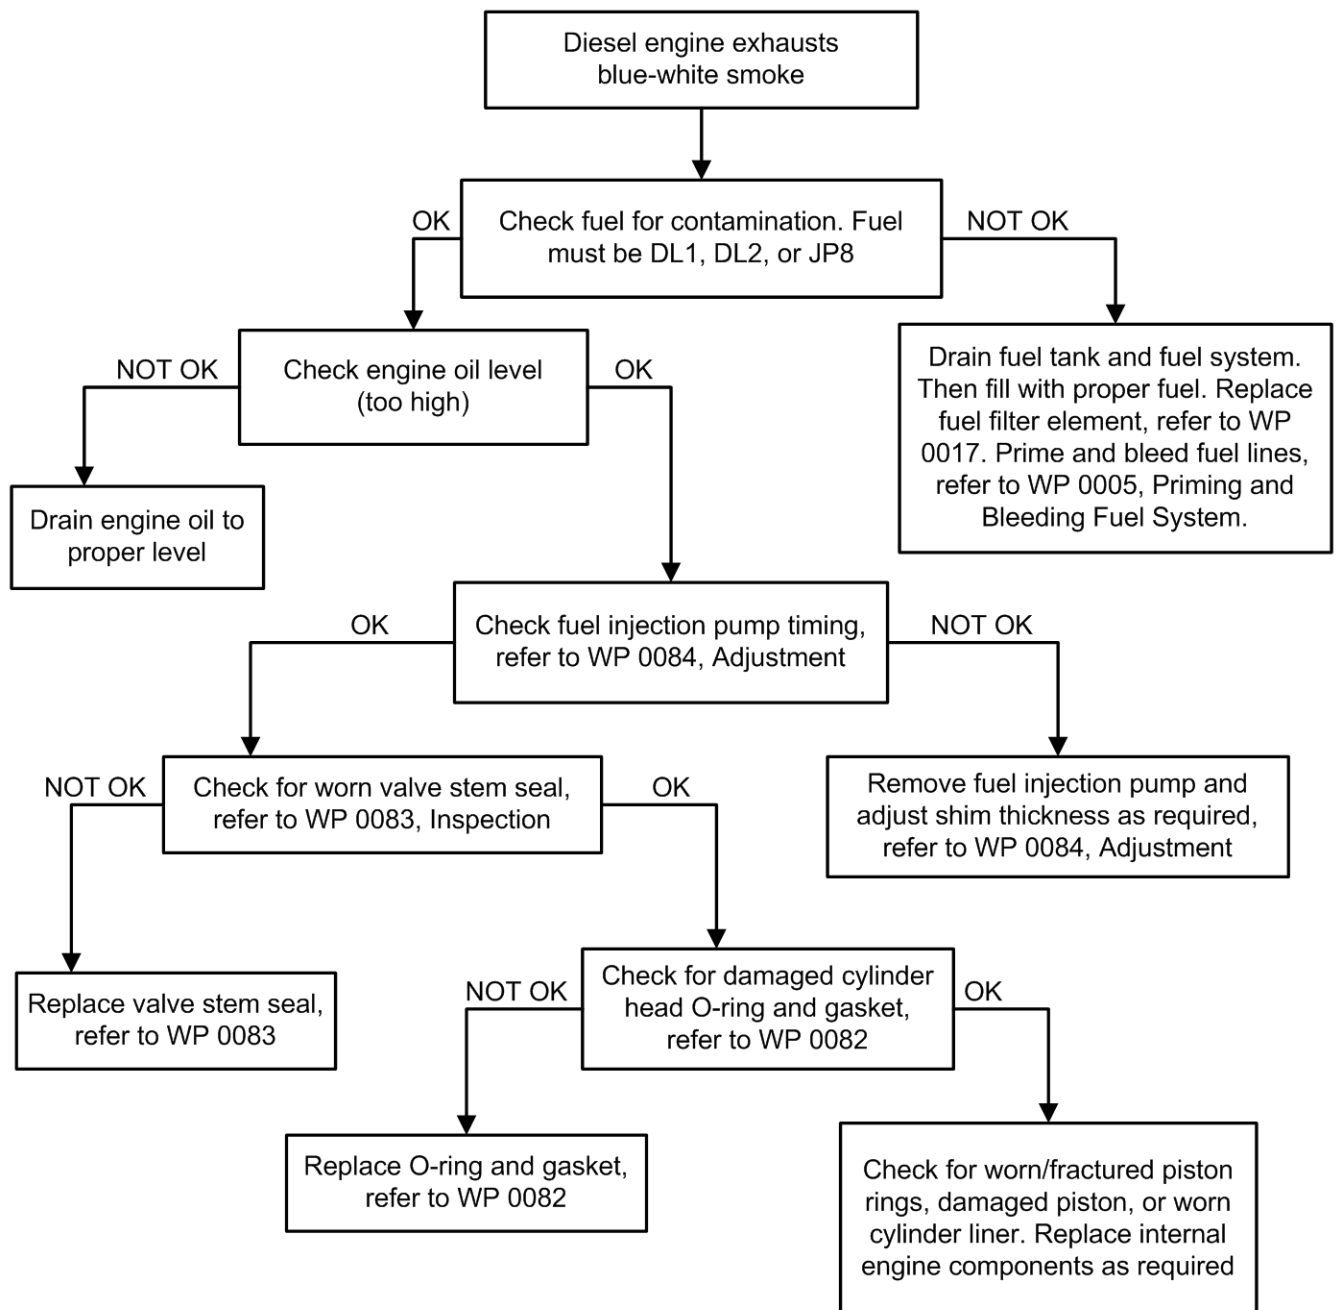 Diesel engine exhausts
blue-white smoke
OK
Check fuel for contamination. Fuel
must be DL1, DL2, or JP8
NOT OK
NOT OK
Check engine oil level
(too high)
OK
Drain fuel tank and fuel system.
Then fill with proper fuel. Replace
fuel filter element, refer to WP
0017. Prime and bleed fuel lines,
refer to WP 0005, Priming and
Bleeding Fuel System.
Drain engine oil to
proper level
OK
Check fuel injection pump timing,
refer to WP 0084, Adjustment
NOT OK
NOT OK
Check for worn valve stem seal,
refer to WP 0083, Inspection
OK
Remove fuel injection pump and
adjust shim thickness as required,
refer to WP 0084, Adjustment
Replace valve stem seal,
refer to WP 0083
NOT OK
Check for damaged cylinder
head O-ring and gasket,
refer to WP 0082
OK
Replace O-ring and gasket,
refer to WP 0082
Check for worn/fractured piston
rings, damaged piston, or worn
cylinder liner. Replace internal
engine components as required